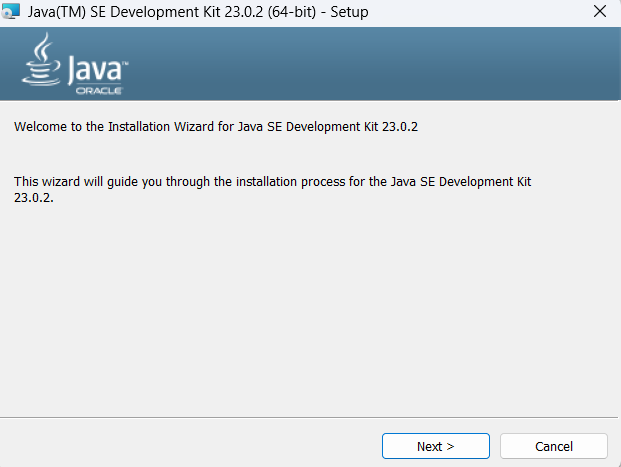 Java(TM) SE Development Kit 23.0.2 (64-bit) - Setup
Java™
ORACLE
Welcome to the Installation Wizard for Java SE Development Kit 23.0.2
This wizard will guide you through the installation process for the Java SE Development Kit
23.0.2.
Next >
Cancel